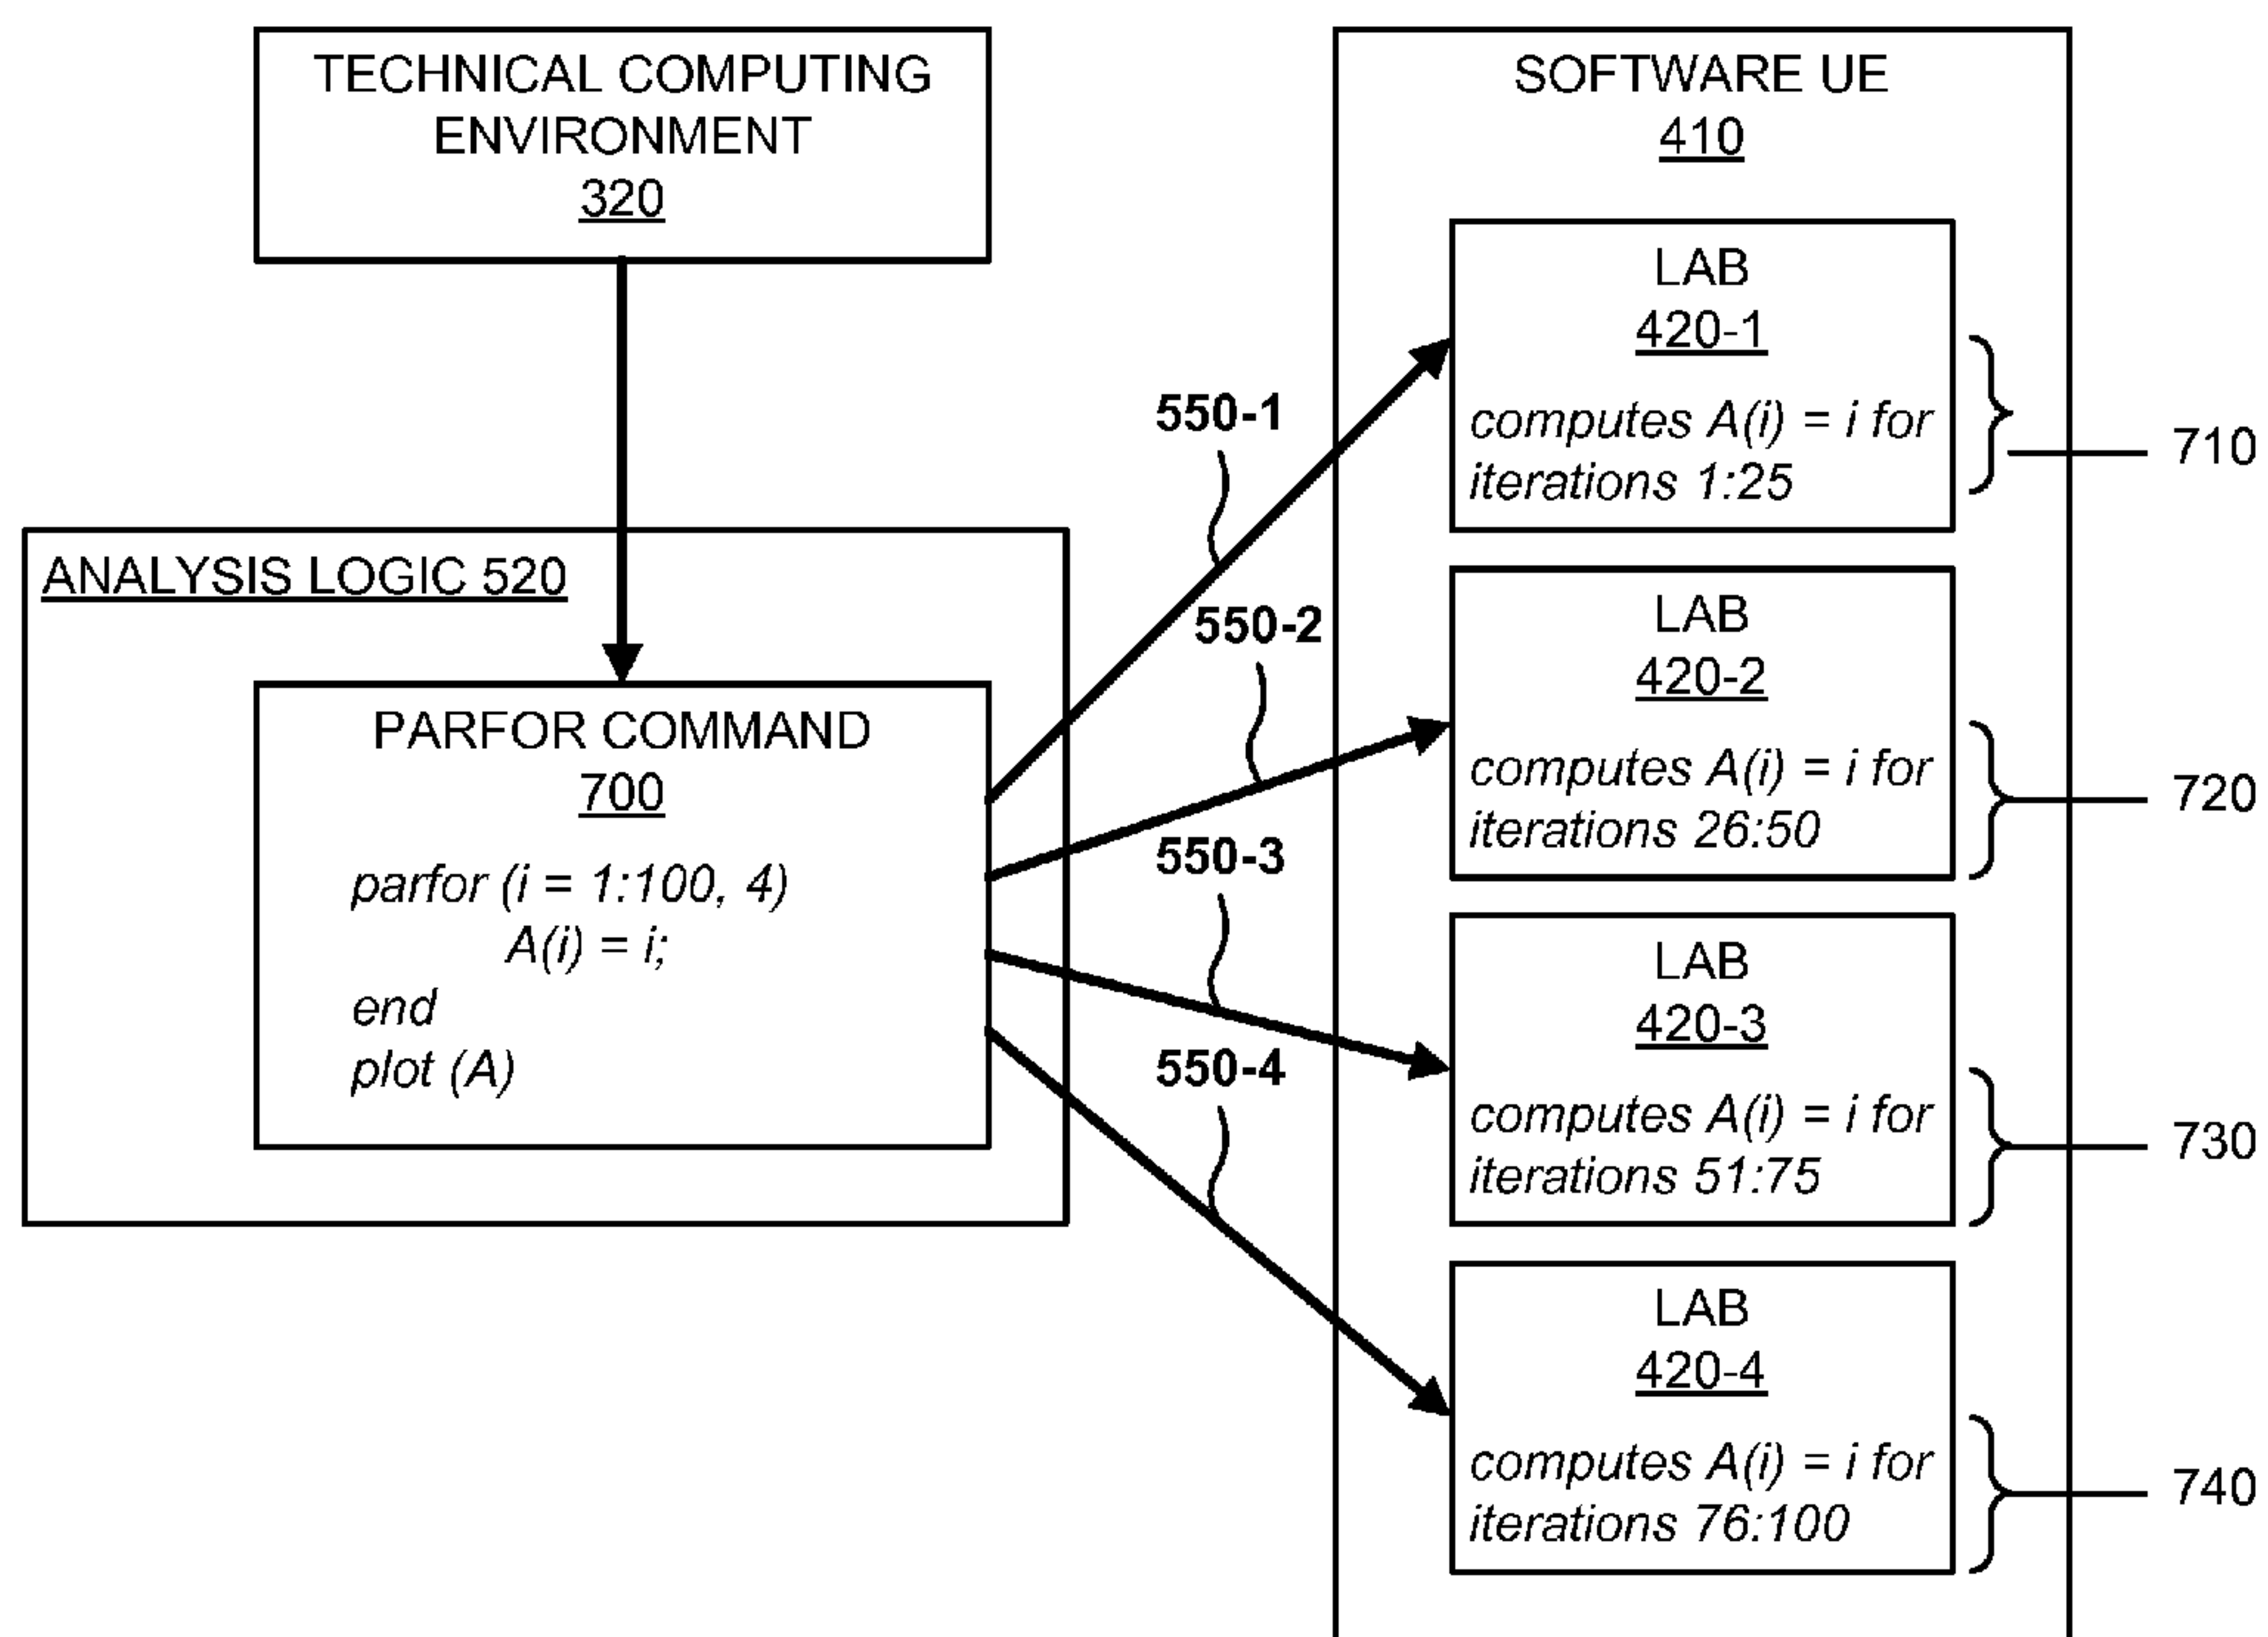 TECHNICAL COMPUTING
ENVIRONMENT
320
ANALYSIS LOGIC 520
PARFOR COMMAND
700
parfor (i = 1:100, 4)
A(i) = i;
end
plot (A)
550-1
550-2
550-3
550-4
SOFTWARE UE
410
LAB
420-1
computes A(i) = i for
iterations 1:25
710
LAB
420-2
computes A(i) = i for
iterations 26:50
720
LAB
420-3
computes A(i) = i for
iterations 51:75
730
LAB
420-4
computes A(i) = i for
iterations 76:100
740